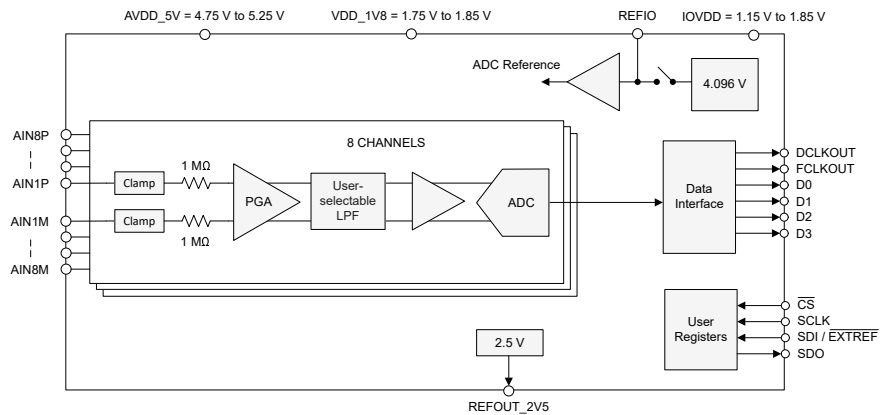 AVDD_5V = 4.75 V to 5.25 V
VDD_1V8 = 1.75 V to 1.85 V
REFIO
IOVDD = 1.15 V to 1.85 V
ADC Reference
4.096 V
8 CHANNELS
AIN8P
AIN1P
AIN1M
AIN8M
Clamp
1 MΩ
Clamp
1 MΩ
PGA
User-
selectable
LPF
ADC
Data
Interface
DCLKOUT
FCLKOUT
D0
D1
D2
D3
User
Registers
CS
SCLK
SDI / EXTREF
SDO
2.5 V
REFOUT_2V5